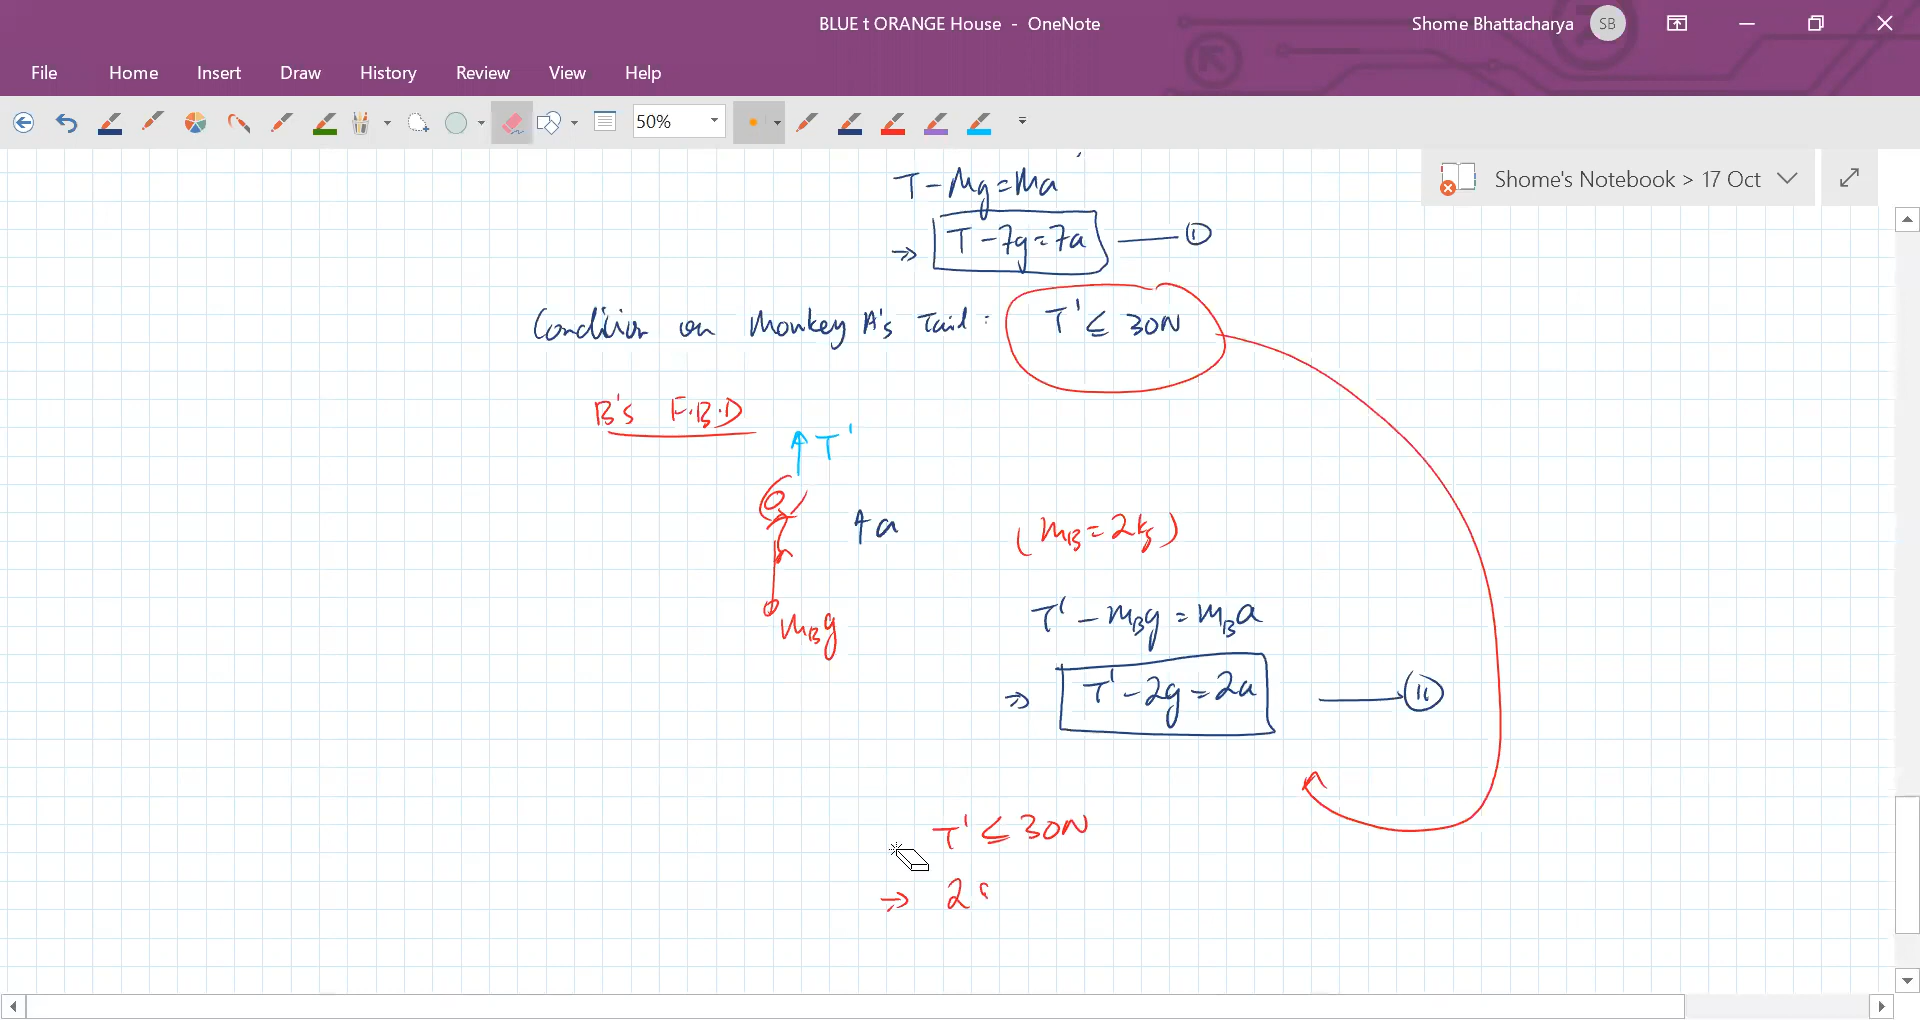 BLUE t ORANGE House - OneNote
Shome Bhattacharya SB
File Home Insert Draw History Review View Help
50%
Shome's Notebook > 17 Oct
T - Mg = Ma
⇒ T - 7g = 7a — I
Condition on Monkey A's Tail : T' ≤ 30N
B's F.B.D
T'
a
(mB = 2kg)
mBg
T' - mBg = mBa
⇒ T' - 2g = 2a — II
T' ≤ 30N
⇒ 2